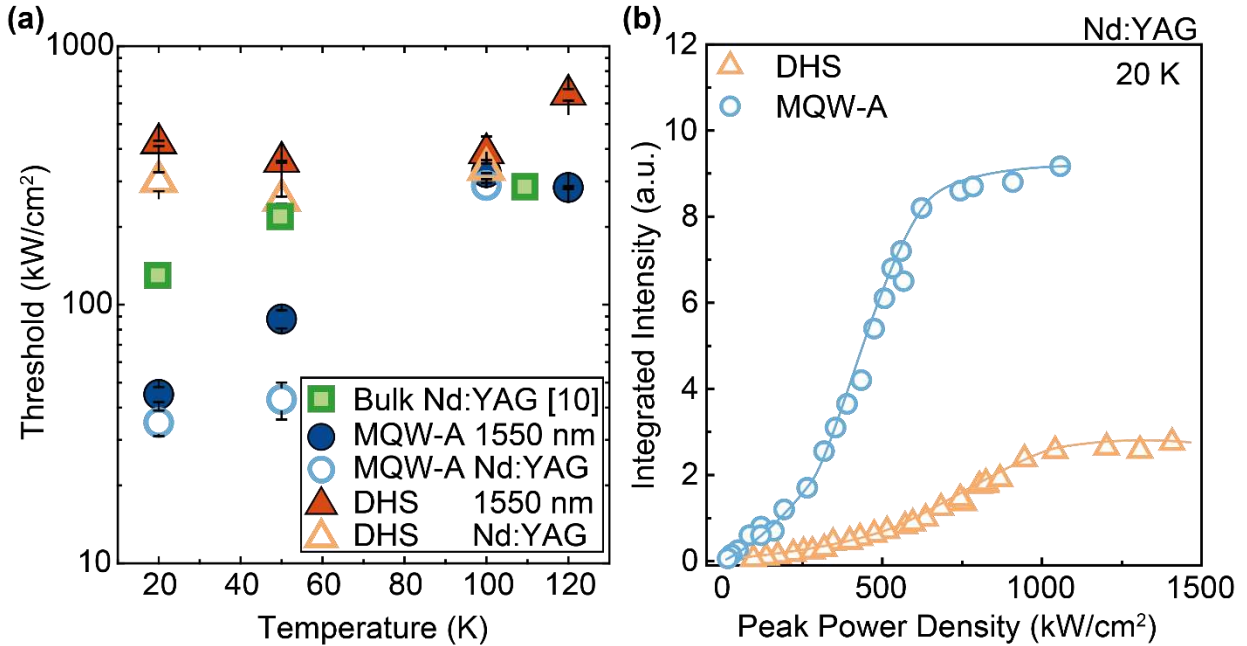 (a)
1000
100
10
Threshold (kW/cm²)
20 40 60 80 100 120
Temperature (K)
Bulk Nd:YAG [10]
MQW-A 1550 nm
MQW-A Nd:YAG
DHS 1550 nm
DHS Nd:YAG
(b)
Nd:YAG
12
10
8
6
4
2
0
Integrated Intensity (a.u.)
DHS
MQW-A
20 K
0 500 1000 1500
Peak Power Density (kW/cm²)